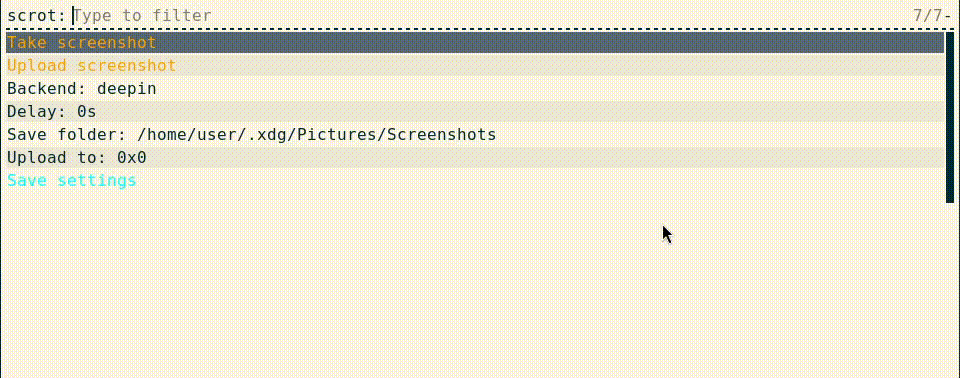 scrot: Type to filter 7/7-
Take screenshot
Upload screenshot
Backend: deepin
Delay: 0s
Save folder: /home/user/.xdg/Pictures/Screenshots
Upload to: 0x0
Save settings